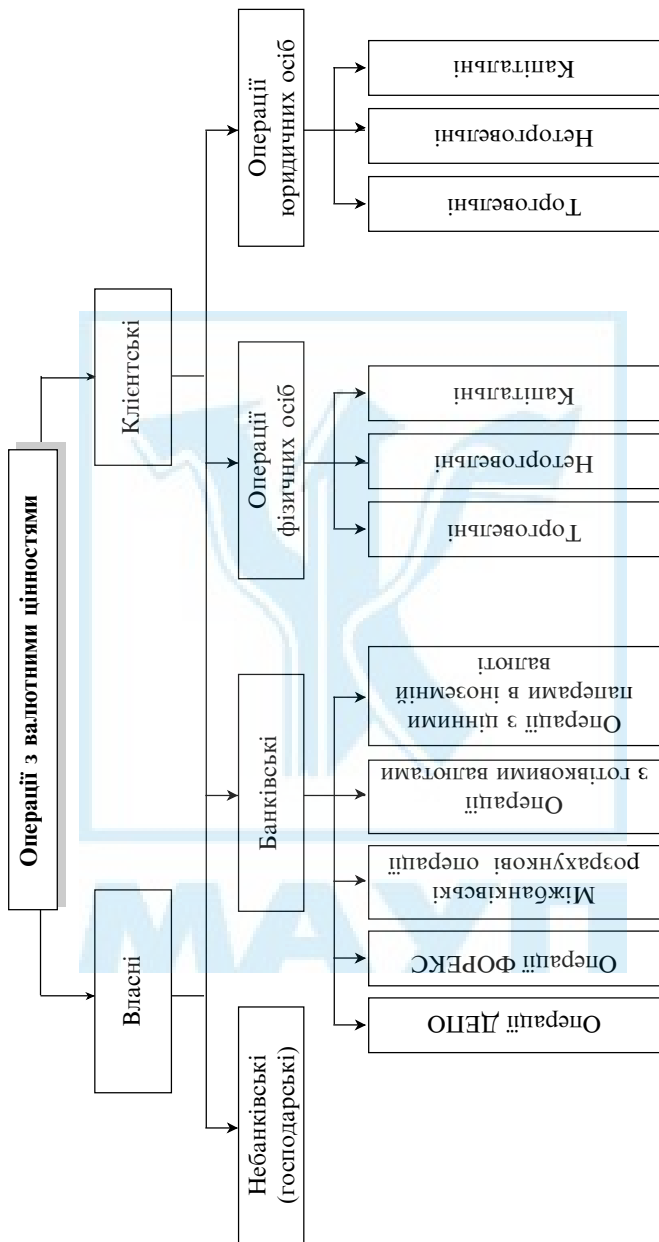 Операції з валютними цінностями
Власні
Клієнтські
Небанківські
(господарські)
Банківські
Операції
фізичних осіб
Операції
юридичних осіб
Операції ДЕПО
Операції ФОРЕКС
Міжбанківські
розрахункові операції
Операції
з готівковими валютами
Операції з цінними
паперами в іноземній
валюті
Торговельні
Неторговельні
Капітальні
Торговельні
Неторговельні
Капітальні
МАУП